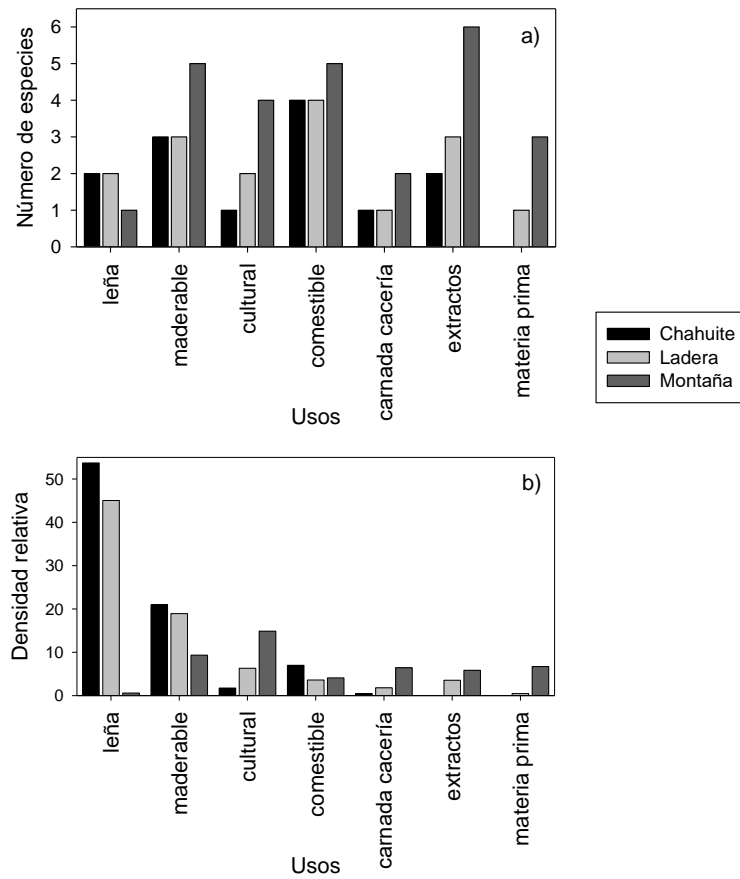 a)
Número de especies
6
5
4
3
2
1
0
leña
maderable
cultural
comestible
carnada cacería
extractos
materia prima
Usos
Chahuite
Ladera
Montaña
b)
Densidad relativa
50
40
30
20
10
0
leña
maderable
cultural
comestible
carnada cacería
extractos
materia prima
Usos